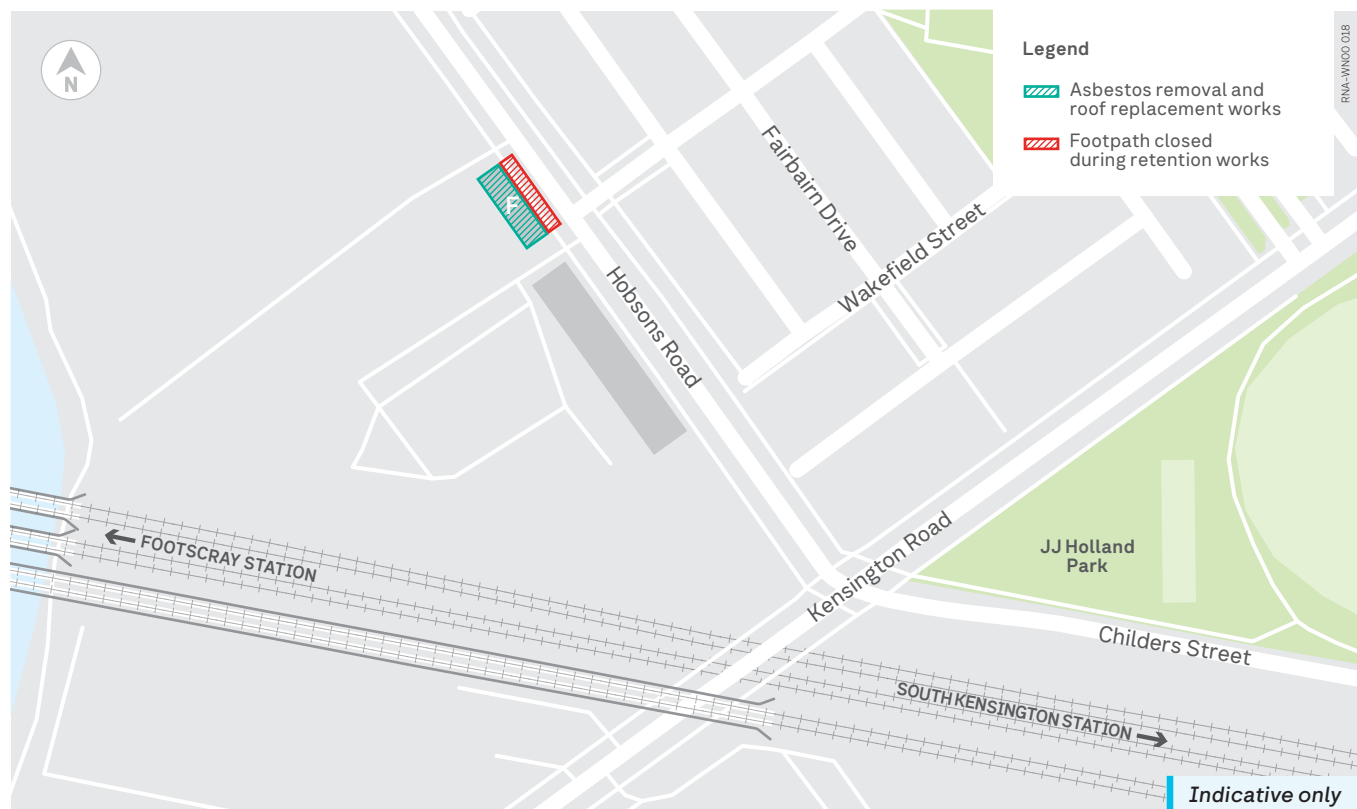 N
Legend
Asbestos removal and
roof replacement works
Footpath closed
during retention works
RNA-WN00 018
F
Fairbairn Drive
Wakefield Street
Hobsons Road
Kensington Road
JJ Holland
Park
FOOTSCRAY STATION
Childers Street
SOUTH KENSINGTON STATION
Indicative only